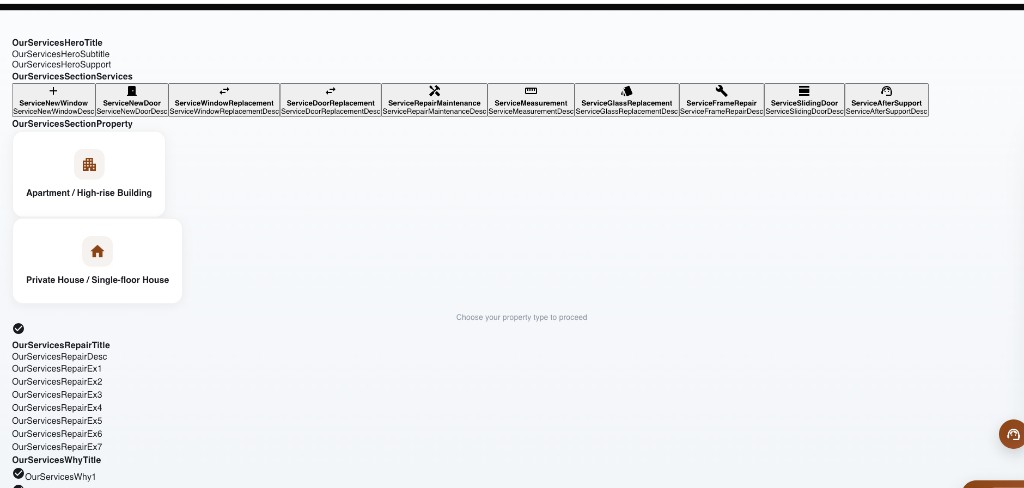 OurServicesHeroTitle
OurServicesHeroSubtitle
OurServicesHeroSupport
OurServicesSectionServices
ServiceNewWindow ServiceNewDoor ServiceWindowReplacement ServiceDoorReplacement ServiceRepairMaintenance ServiceMeasurement ServiceGlassReplacement ServiceFrameRepair ServiceSlidingDoor ServiceAfterSupport
ServiceNewWindowDesc ServiceNewDoorDesc ServiceWindowReplacementDesc ServiceDoorReplacementDesc ServiceRepairMaintenanceDesc ServiceMeasurementDesc ServiceGlassReplacementDesc ServiceFrameRepairDesc ServiceSlidingDoorDesc ServiceAfterSupportDesc
OurServicesSectionProperty
Apartment / High-rise Building
Private House / Single-floor House
Choose your property type to proceed
OurServicesRepairTitle
OurServicesRepairDesc
OurServicesRepairEx1
OurServicesRepairEx2
OurServicesRepairEx3
OurServicesRepairEx4
OurServicesRepairEx5
OurServicesRepairEx6
OurServicesRepairEx7
OurServicesWhyTitle
OurServicesWhy1